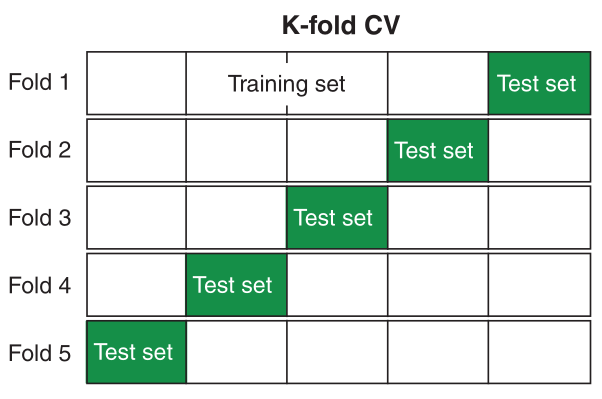 K-fold CV
Fold 1 Training set Test set
Fold 2 Test set
Fold 3 Test set
Fold 4 Test set
Fold 5 Test set